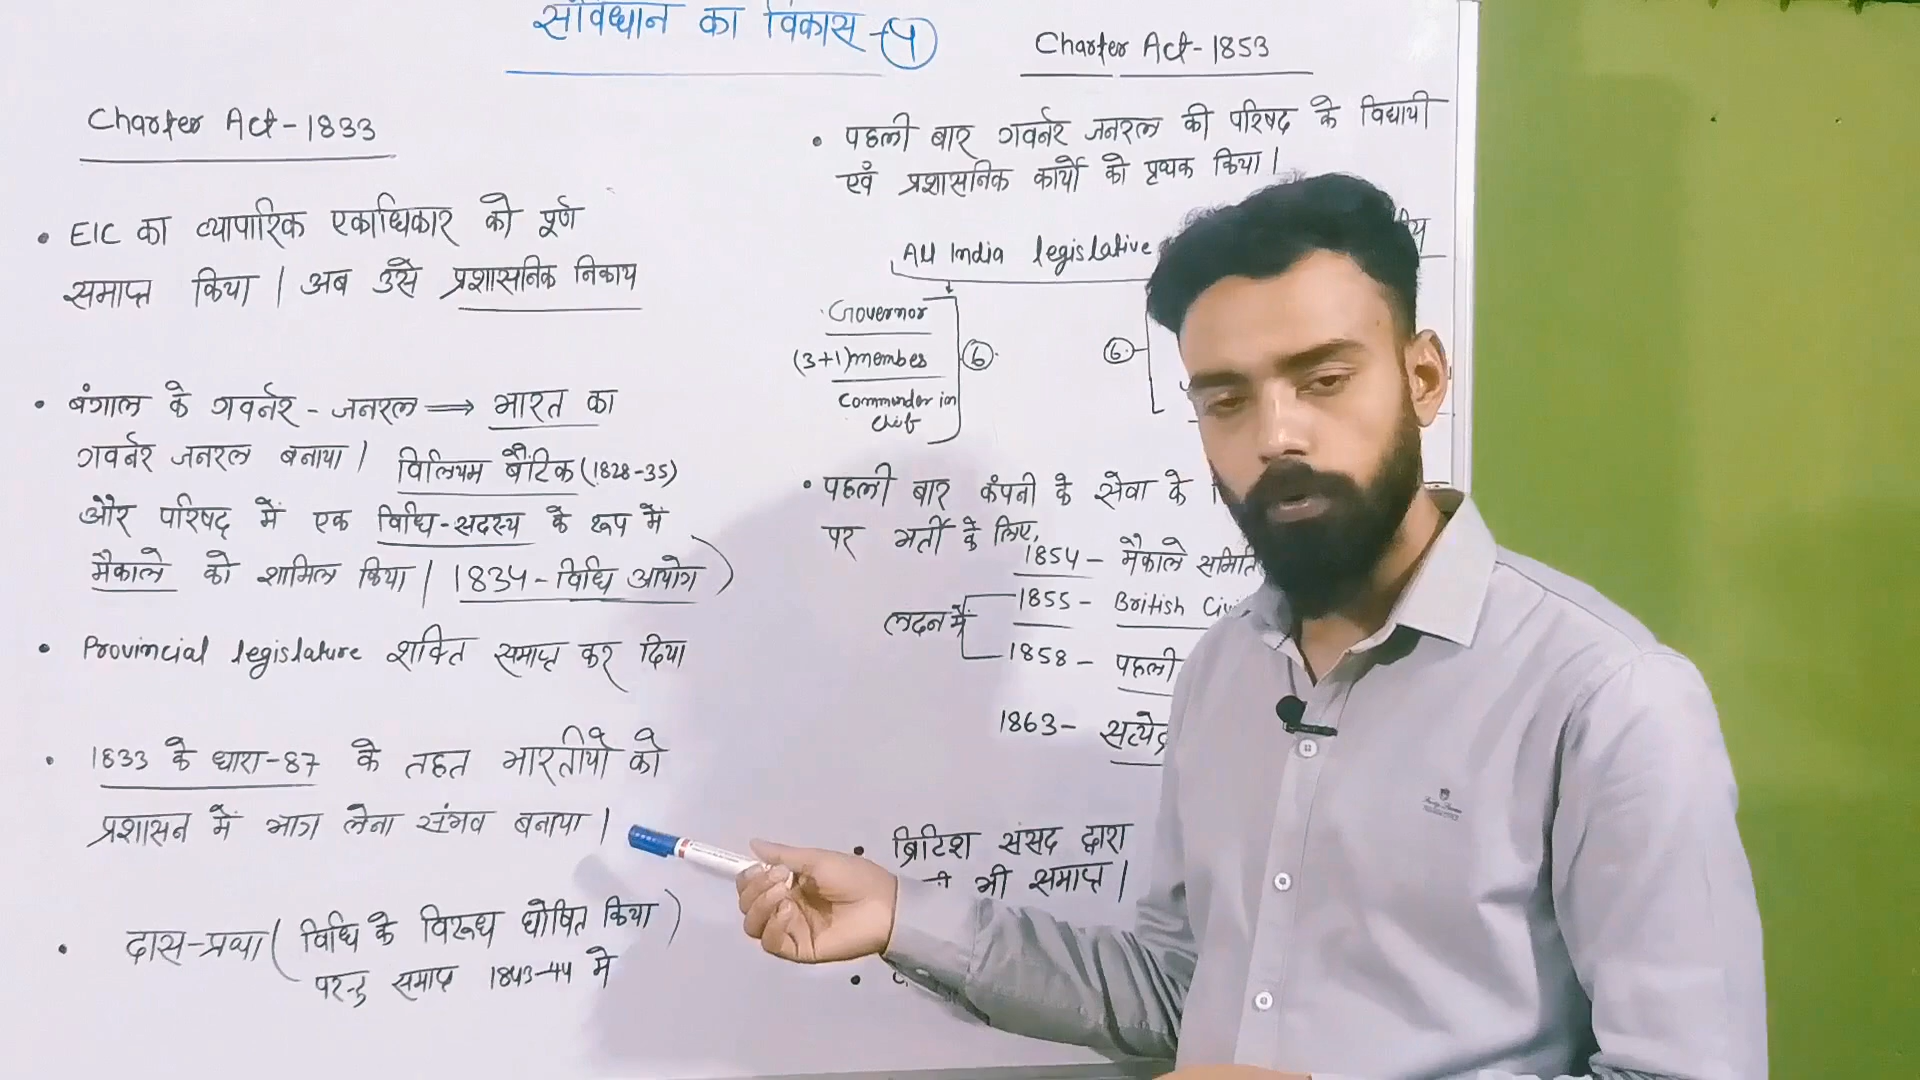 संविधान का विकास - 4
Charter Act - 1833
• EIC का व्यापारिक एकाधिकार को पूर्ण
समाप्त किया | अब उसे प्रशासनिक निकाय
• बंगाल के गवर्नर - जनरल ⟹ भारत का
गवर्नर जनरल बनाया | विलियम बैंटिक (1828-35)
और परिषद् में एक विधि-सदस्य के रूप में
मैकाले को शामिल किया | 1834 - विधि आयोग)
• Provincial legislature शक्ति समाप्त कर दिया
• 1833 के धारा-87 के तहत भारतीयो को
प्रशासन में भाग लेना संभव बनाया |
• दास-प्रथा ( विधि के विरुध घोषित किया )
परन्तु समाप्त 1843-44 मे
Charter Act - 1853
• पहली बार गवर्नर जनरल की परिषद के विधायी
एवं प्रशासनिक कार्यो को पृथक किया |
All India legislative
Governor
(3+1) member
Commander in
chief
6
6
• पहली बार कंपनी के सेवा के
पर भर्ती के लिए,
1854 - मैकाले समिति
लंदन में
1855 - British
1858 - पहली
1863 -
• ब्रिटिश संसद द्वारा
भी समाप्त |